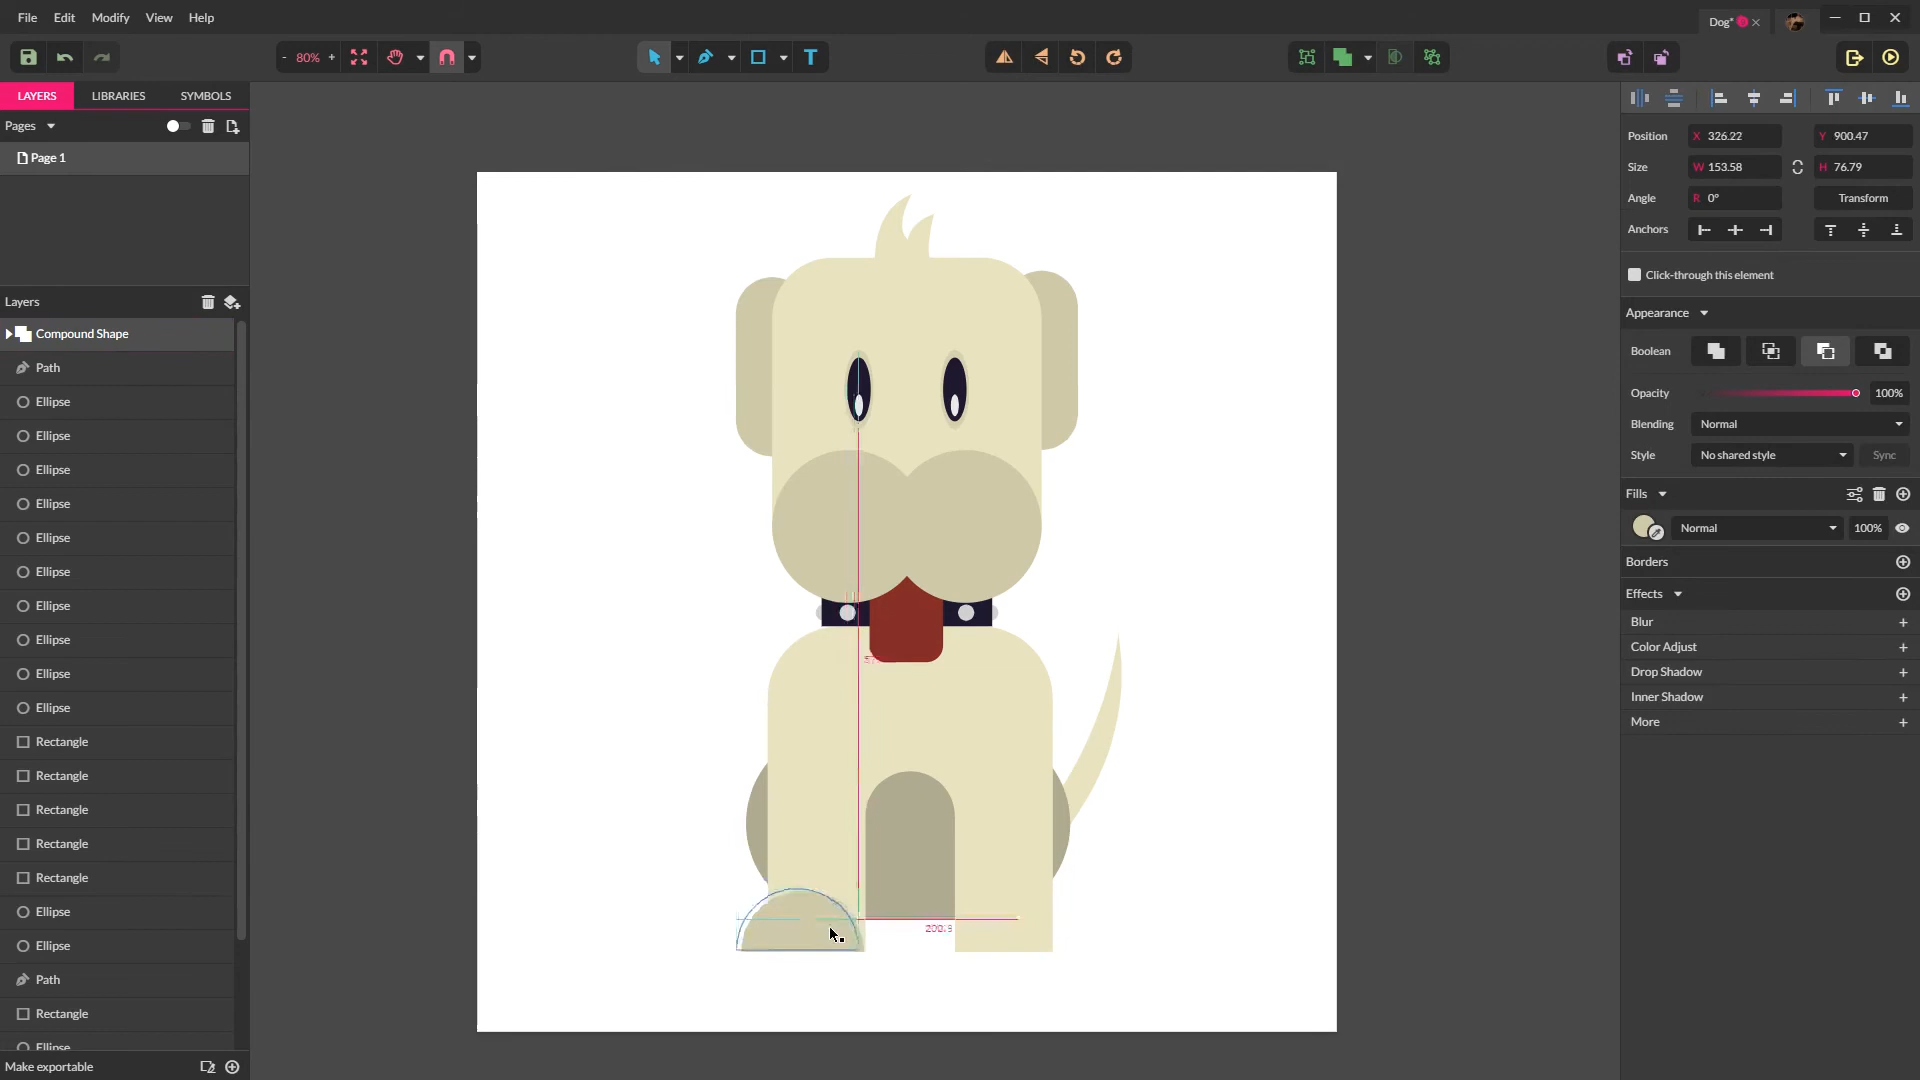 File Edit Modify View Help
Dog*
- 80% +
T
LAYERS LIBRARIES SYMBOLS
Pages
Page 1
Layers
Compound Shape
Path
Ellipse
Ellipse
Ellipse
Ellipse
Ellipse
Ellipse
Ellipse
Ellipse
Ellipse
Ellipse
Rectangle
Rectangle
Rectangle
Rectangle
Rectangle
Ellipse
Ellipse
Path
Rectangle
Ellipse
Make exportable
Position X 326.22 Y 900.47
Size W 153.58 H 76.79
Angle R 0° Transform
Anchors
Click-through this element
Appearance
Boolean
Opacity 100%
Blending Normal
Style No shared style Sync
Fills
Normal 100%
Borders
Effects
Blur
Color Adjust
Drop Shadow
Inner Shadow
More